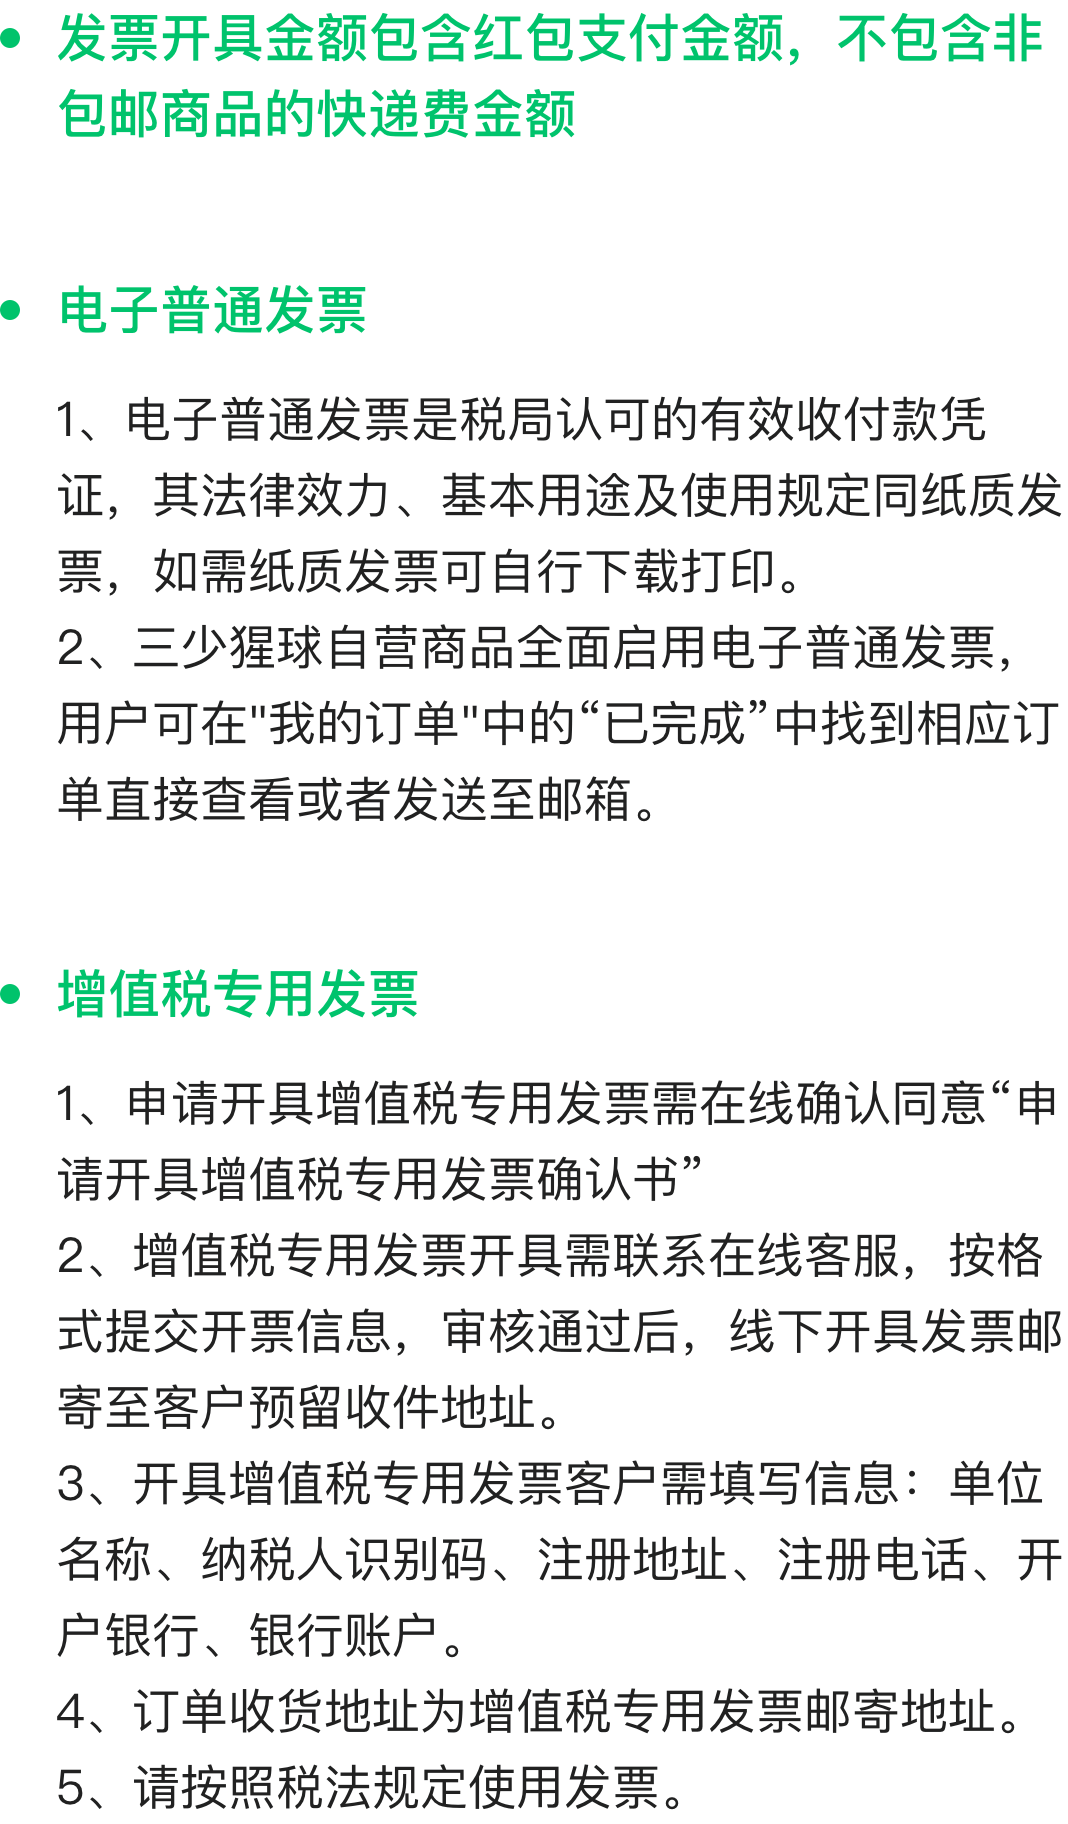 发票开具金额包含红包支付金额，不包含非
包邮商品的快递费金额
电子普通发票
1、电子普通发票是税局认可的有效收付款凭
证，其法律效力、基本用途及使用规定同纸质发
票，如需纸质发票可自行下载打印。
2、三少猩球自营商品全面启用电子普通发票，
用户可在"我的订单"中的“已完成”中找到相应订
单直接查看或者发送至邮箱。
增值税专用发票
1、申请开具增值税专用发票需在线确认同意“申
请开具增值税专用发票确认书”
2、增值税专用发票开具需联系在线客服，按格
式提交开票信息，审核通过后，线下开具发票邮
寄至客户预留收件地址。
3、开具增值税专用发票客户需填写信息：单位
名称、纳税人识别码、注册地址、注册电话、开
户银行、银行账户。
4、订单收货地址为增值税专用发票邮寄地址。
5、请按照税法规定使用发票。